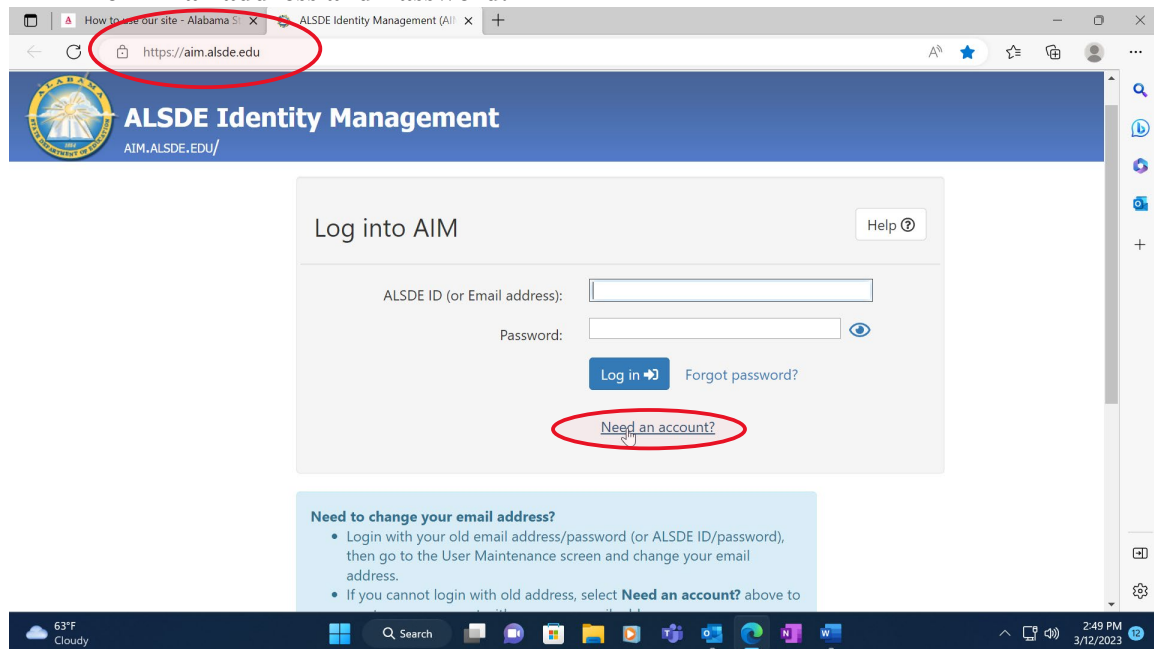 How to use our site - Alabama St
ALSDE Identity Management (AI
https://aim.alsde.edu
ALABAMA
ALSDE Identity Management
AIM.ALSDE.EDU/
Log into AIM
Help
ALSDE ID (or Email address):
Password:
Log in
Forgot password?
Need an account?
Need to change your email address?
• Login with your old email address/password (or ALSDE ID/password),
then go to the User Maintenance screen and change your email
address.
• If you cannot login with old address, select Need an account? above to
63°F
Cloudy
Search
2:49 PM
3/12/2023
12